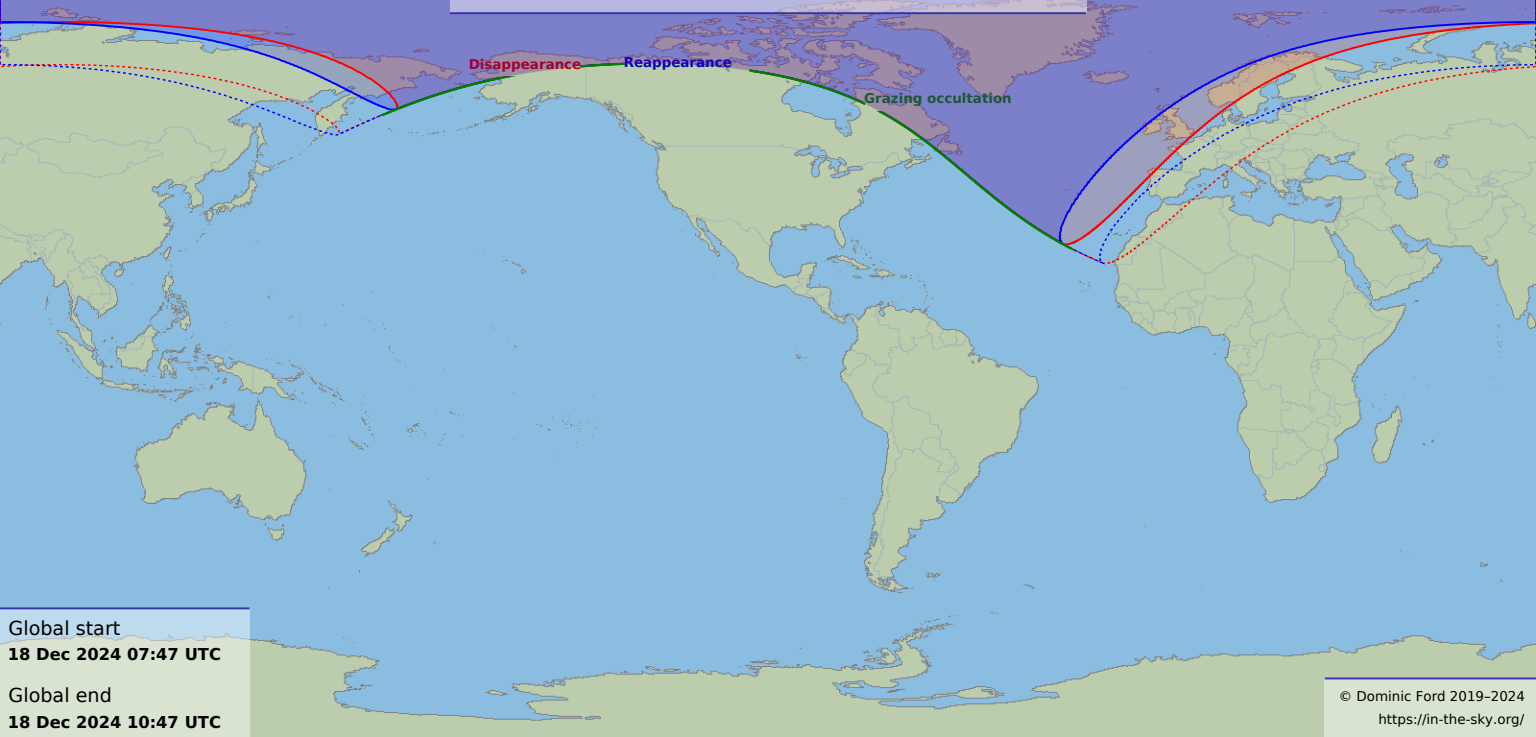 Disappearance
Reappearance
Grazing occultation
Global start
18 Dec 2024 07:47 UTC
Global end
18 Dec 2024 10:47 UTC
© Dominic Ford 2019–2024
https://in-the-sky.org/